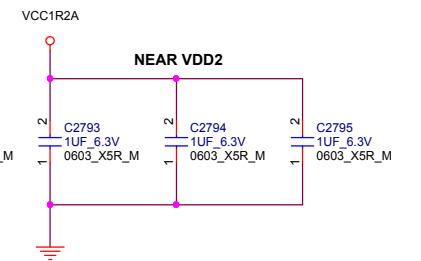 VCC1R2A
NEAR VDD2
2
C2793
1UF_6.3V
0603_X5R_M
1
2
C2794
1UF_6.3V
0603_X5R_M
1
2
C2795
1UF_6.3V
0603_X5R_M
1
_M